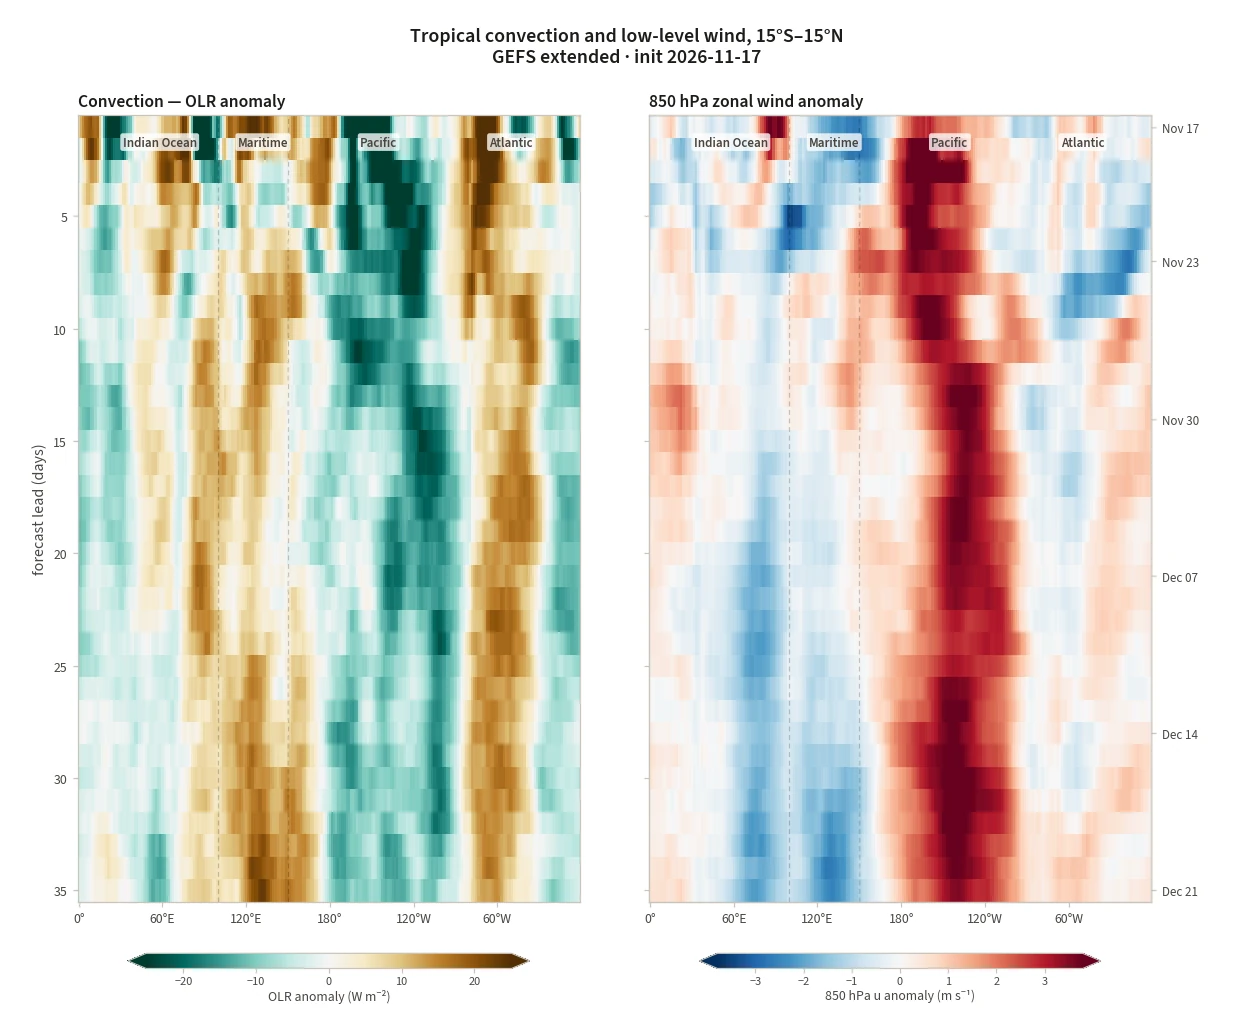 Tropical convection and low-level wind, 15°S–15°N
GEFS extended · init 2026-11-17
Convection — OLR anomaly
850 hPa zonal wind anomaly
Indian Ocean
Maritime
Pacific
Atlantic
Indian Ocean
Maritime
Pacific
Atlantic
forecast lead (days)
5
10
15
20
25
30
35
Nov 17
Nov 23
Nov 30
Dec 07
Dec 14
Dec 21
0°
60°E
120°E
180°
120°W
60°W
0°
60°E
120°E
180°
120°W
60°W
−20
−10
0
10
20
OLR anomaly (W m⁻²)
−3
−2
−1
0
1
2
3
850 hPa u anomaly (m s⁻¹)